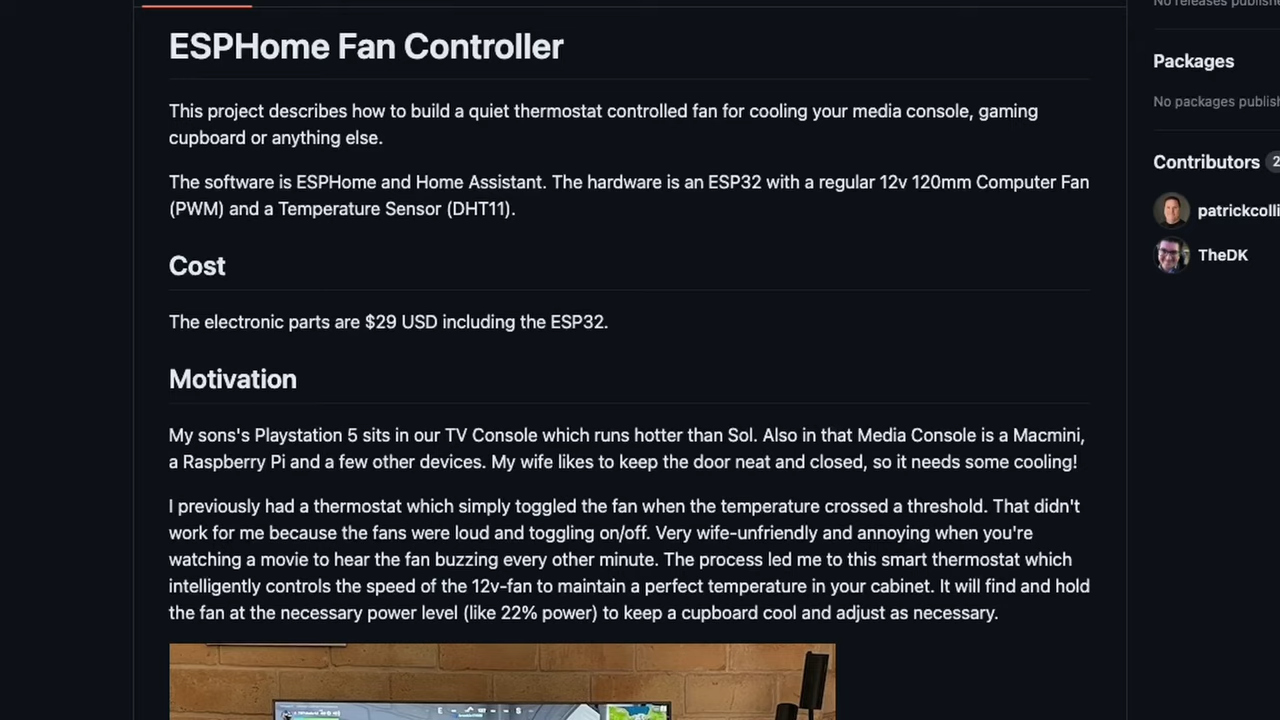 ESPHome Fan Controller
This project describes how to build a quiet thermostat controlled fan for cooling your media console, gaming
cupboard or anything else.
The software is ESPHome and Home Assistant. The hardware is an ESP32 with a regular 12v 120mm Computer Fan
(PWM) and a Temperature Sensor (DHT11).
Cost
The electronic parts are $29 USD including the ESP32.
Motivation
My sons's Playstation 5 sits in our TV Console which runs hotter than Sol. Also in that Media Console is a Macmini,
a Raspberry Pi and a few other devices. My wife likes to keep the door neat and closed, so it needs some cooling!
I previously had a thermostat which simply toggled the fan when the temperature crossed a threshold. That didn't
work for me because the fans were loud and toggling on/off. Very wife-unfriendly and annoying when you're
watching a movie to hear the fan buzzing every other minute. The process led me to this smart thermostat which
intelligently controls the speed of the 12v-fan to maintain a perfect temperature in your cabinet. It will find and hold
the fan at the necessary power level (like 22% power) to keep a cupboard cool and adjust as necessary.
No releases publishe
Packages
No packages publish
Contributors 2
patrickcolli
TheDK